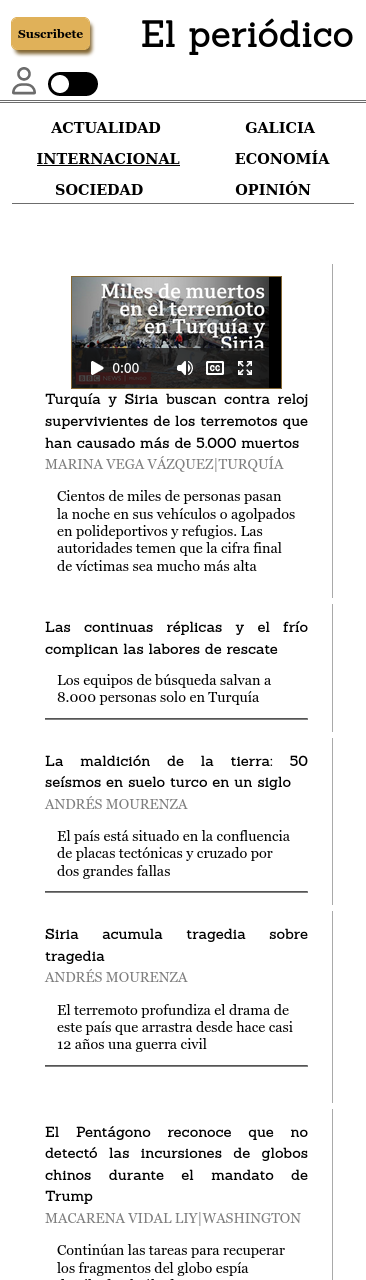 Suscribete
El periódico
ACTUALIDAD
GALICIA
INTERNACIONAL
ECONOMÍA
SOCIEDAD
OPINIÓN
Miles de muertos
en el terremoto
en Turquía y
Siria
0:00
CC
BBC NEWS
Turquía y Siria buscan contra reloj
supervivientes de los terremotos que
han causado más de 5.000 muertos
MARINA VEGA VÁZQUEZ|TURQUÍA
Cientos de miles de personas pasan
la noche en sus vehículos o agolpados
en polideportivos y refugios. Las
autoridades temen que la cifra final
de víctimas sea mucho más alta
Las continuas réplicas y el frío
complican las labores de rescate
Los equipos de búsqueda salvan a
8.000 personas solo en Turquía
La maldición de la tierra: 50
seísmos en suelo turco en un siglo
ANDRÉS MOURENZA
El país está situado en la confluencia
de placas tectónicas y cruzado por
dos grandes fallas
Siria acumula tragedia sobre
tragedia
ANDRÉS MOURENZA
El terremoto profundiza el drama de
este país que arrastra desde hace casi
12 años una guerra civil
El Pentágono reconoce que no
detectó las incursiones de globos
chinos durante el mandato de
Trump
MACARENA VIDAL LIY|WASHINGTON
Continúan las tareas para recuperar
los fragmentos del globo espía